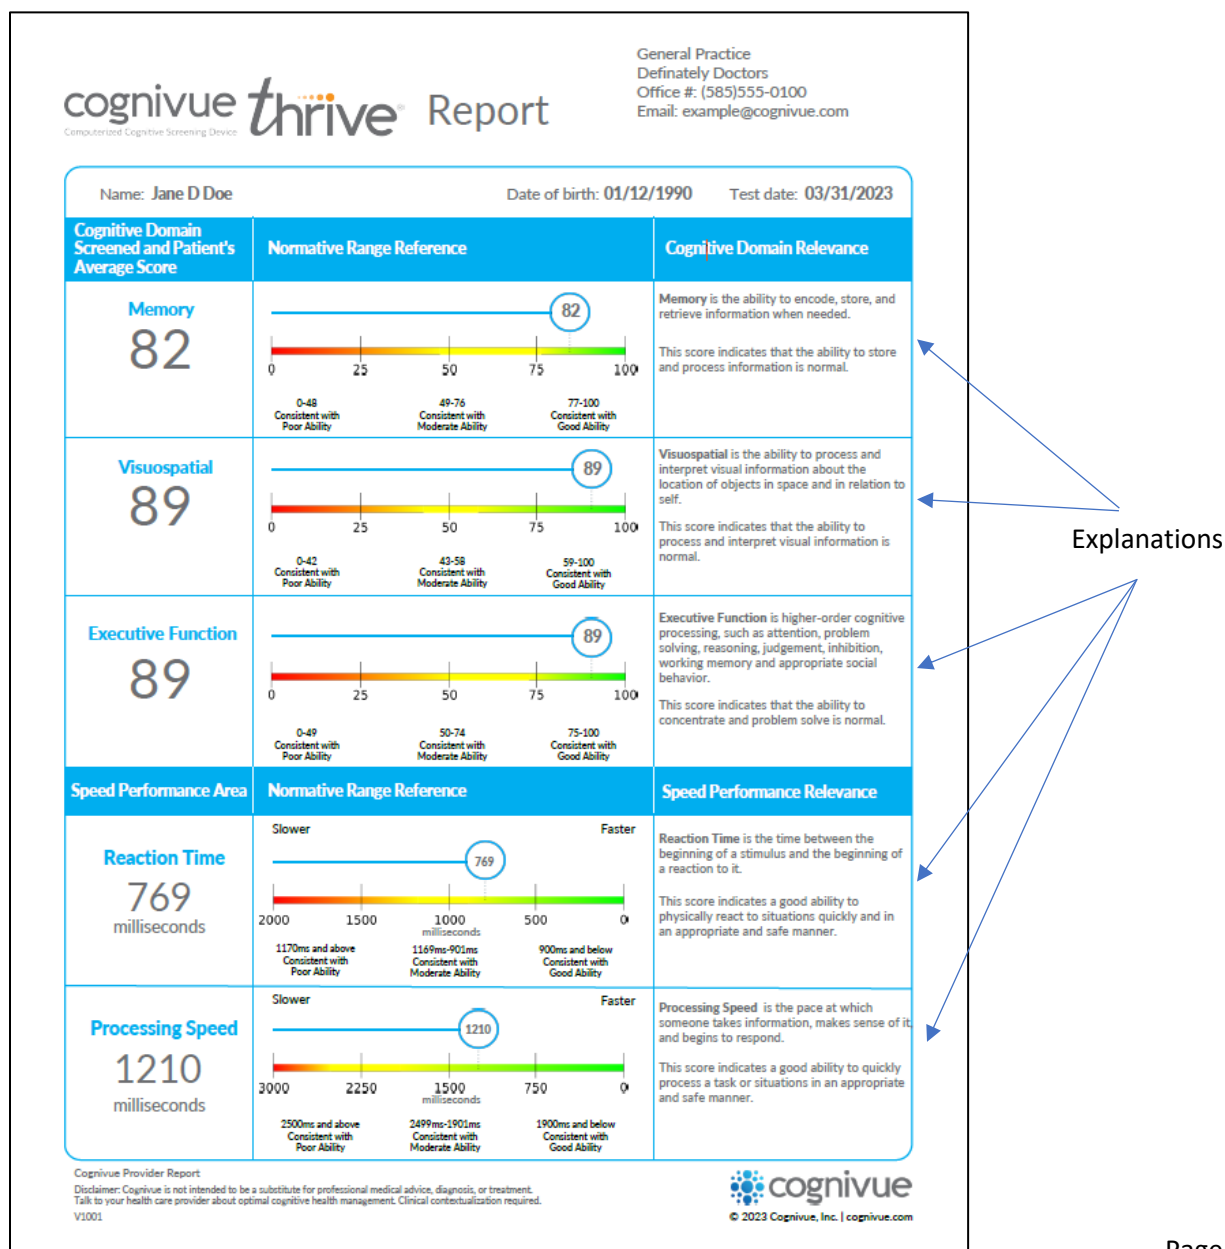 General Practice
Definately Doctors
Office #: (585)555-0100
Email: example@cognivue.com
cognivue thrive® Report
Computerized Cognitive Screening Device
Name: Jane D Doe Date of birth: 01/12/1990 Test date: 03/31/2023
Cognitive Domain
Screened and Patient's
Average Score
Normative Range Reference
Cognitive Domain Relevance
Memory
82
82
0 25 50 75 100
0-48
Consistent with
Poor Ability
49-76
Consistent with
Moderate Ability
77-100
Consistent with
Good Ability
Memory is the ability to encode, store, and
retrieve information when needed.
This score indicates that the ability to store
and process information is normal.
Visuospatial
89
89
0 25 50 75 100
0-42
Consistent with
Poor Ability
43-58
Consistent with
Moderate Ability
59-100
Consistent with
Good Ability
Visuospatial is the ability to process and
interpret visual information about the
location of objects in space and in relation to
self.
This score indicates that the ability to
process and interpret visual information is
normal.
Explanations
Executive Function
89
89
0 25 50 75 100
0-49
Consistent with
Poor Ability
50-74
Consistent with
Moderate Ability
75-100
Consistent with
Good Ability
Executive Function is higher-order cognitive
processing, such as attention, problem
solving, reasoning, judgement, inhibition,
working memory and appropriate social
behavior.
This score indicates that the ability to
concentrate and problem solve is normal.
Speed Performance Area
Normative Range Reference
Speed Performance Relevance
Reaction Time
769
milliseconds
Slower Faster
769
2000 1500 1000 500 0
milliseconds
1170ms and above
Consistent with
Poor Ability
1169ms-901ms
Consistent with
Moderate Ability
900ms and below
Consistent with
Good Ability
Reaction Time is the time between the
beginning of a stimulus and the beginning of
a reaction to it.
This score indicates a good ability to
physically react to situations quickly and in
an appropriate and safe manner.
Processing Speed
1210
milliseconds
Slower Faster
1210
3000 2250 1500 750 0
milliseconds
2500ms and above
Consistent with
Poor Ability
2499ms-1901ms
Consistent with
Moderate Ability
1900ms and below
Consistent with
Good Ability
Processing Speed is the pace at which
someone takes information, makes sense of it,
and begins to respond.
This score indicates a good ability to quickly
process a task or situations in an appropriate
and safe manner.
Cognivue Provider Report
Disclaimer: Cognivue is not intended to be a substitute for professional medical advice, diagnosis, or treatment.
Talk to your health care provider about optimal cognitive health management. Clinical contextualization required.
V1001
cognivue
© 2023 Cognivue, Inc. | cognivue.com